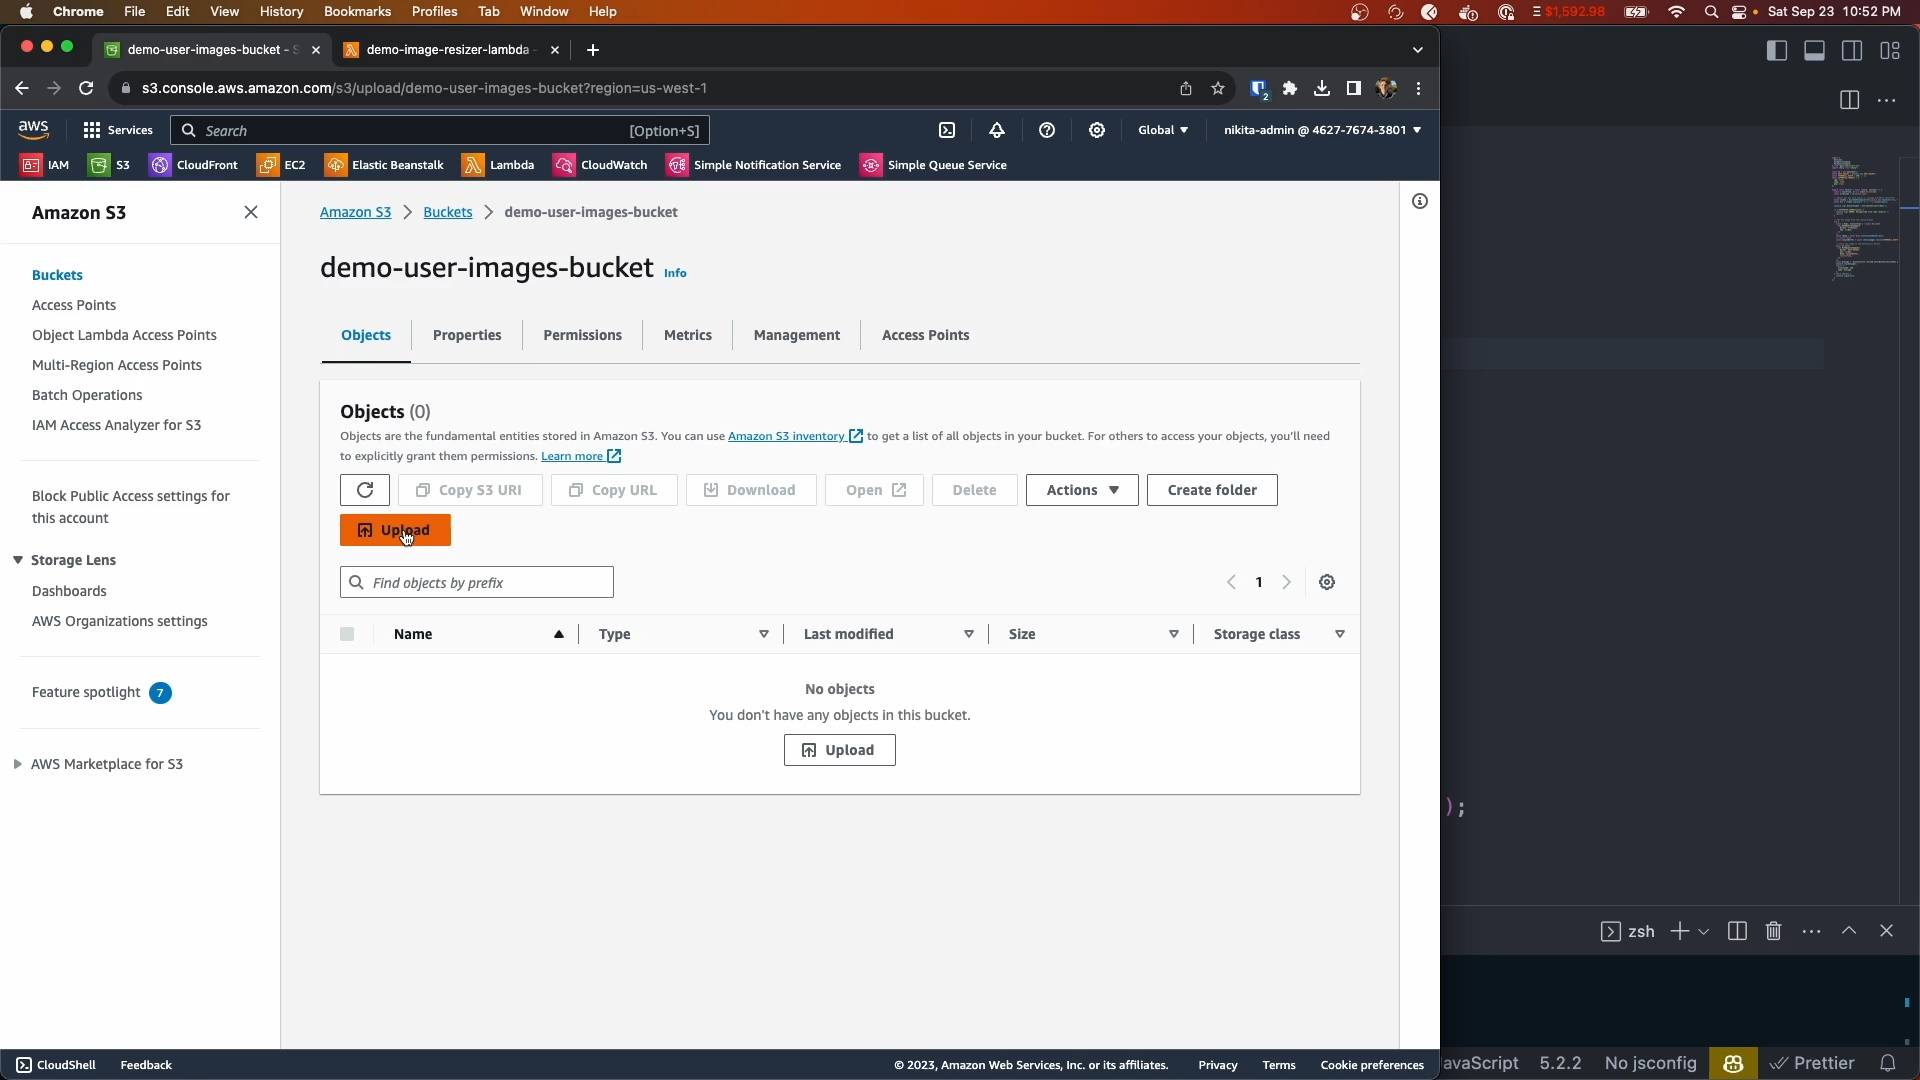 Chrome File Edit View History Bookmarks Profiles Tab Window Help $1,592.98 Sat Sep 23 10:52 PM
demo-user-images-bucket - S demo-image-resizer-lambda -
s3.console.aws.amazon.com/s3/upload/demo-user-images-bucket?region=us-west-1 2
aws Services Search [Option+S] Global nikita-admin @ 4627-7674-3801
IAM S3 CloudFront EC2 Elastic Beanstalk Lambda CloudWatch Simple Notification Service Simple Queue Service
Amazon S3
Buckets
Access Points
Object Lambda Access Points
Multi-Region Access Points
Batch Operations
IAM Access Analyzer for S3
Block Public Access settings for
this account
Storage Lens
Dashboards
AWS Organizations settings
Feature spotlight 7
AWS Marketplace for S3
Amazon S3 Buckets demo-user-images-bucket
demo-user-images-bucket Info
Objects Properties Permissions Metrics Management Access Points
Objects (0)
Objects are the fundamental entities stored in Amazon S3. You can use Amazon S3 inventory to get a list of all objects in your bucket. For others to access your objects, you'll need
to explicitly grant them permissions. Learn more
Copy S3 URI Copy URL Download Open Delete Actions Create folder
Upload
Find objects by prefix 1
Name Type Last modified Size Storage class
No objects
You don't have any objects in this bucket.
Upload
);
zsh
CloudShell Feedback © 2023, Amazon Web Services, Inc. or its affiliates. Privacy Terms Cookie preferences
avaScript 5.2.2 No jsconfig Prettier